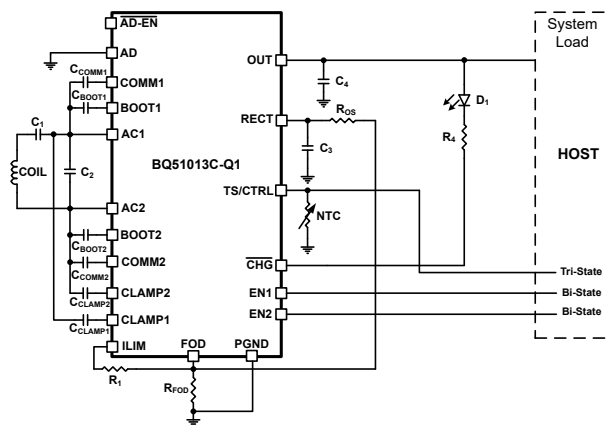 AD-EN
AD
COMM1
BOOT1
AC1
AC2
BOOT2
COMM2
CLAMP2
CLAMP1
ILIM
FOD
PGND
BQ51013C-Q1
OUT
RECT
TS/CTRL
CHG
EN1
EN2
CCOMM1
CBOOT1
C1
COIL
C2
CBOOT2
CCOMM2
CCLAMP2
CCLAMP1
R1
RFOD
C4
ROS
C3
NTC
D1
R4
System
Load
HOST
Tri-State
Bi-State
Bi-State